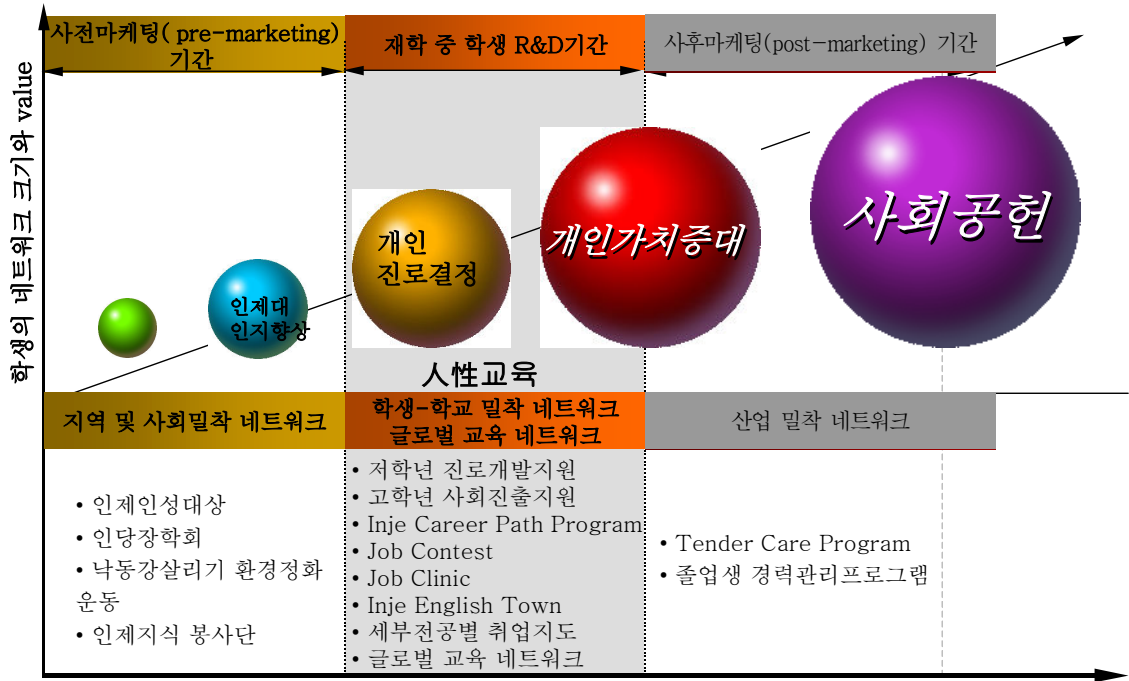 사전마케팅( pre-marketing)
기간
재학 중 학생 R&D기간
사후마케팅(post-marketing) 기간
학생의 네트워크 크기와 value
인제대
인지향상
개인
진로결정
개인가치증대
사회공헌
人性교육
지역 및 사회밀착 네트워크
학생-학교 밀착 네트워크
글로벌 교육 네트워크
산업 밀착 네트워크
• 인제인성대상
• 인당장학회
• 낙동강살리기 환경정화
운동
• 인제지식 봉사단
• 저학년 진로개발지원
• 고학년 사회진출지원
• Inje Career Path Program
• Job Contest
• Job Clinic
• Inje English Town
• 세부전공별 취업지도
• 글로벌 교육 네트워크
• Tender Care Program
• 졸업생 경력관리프로그램